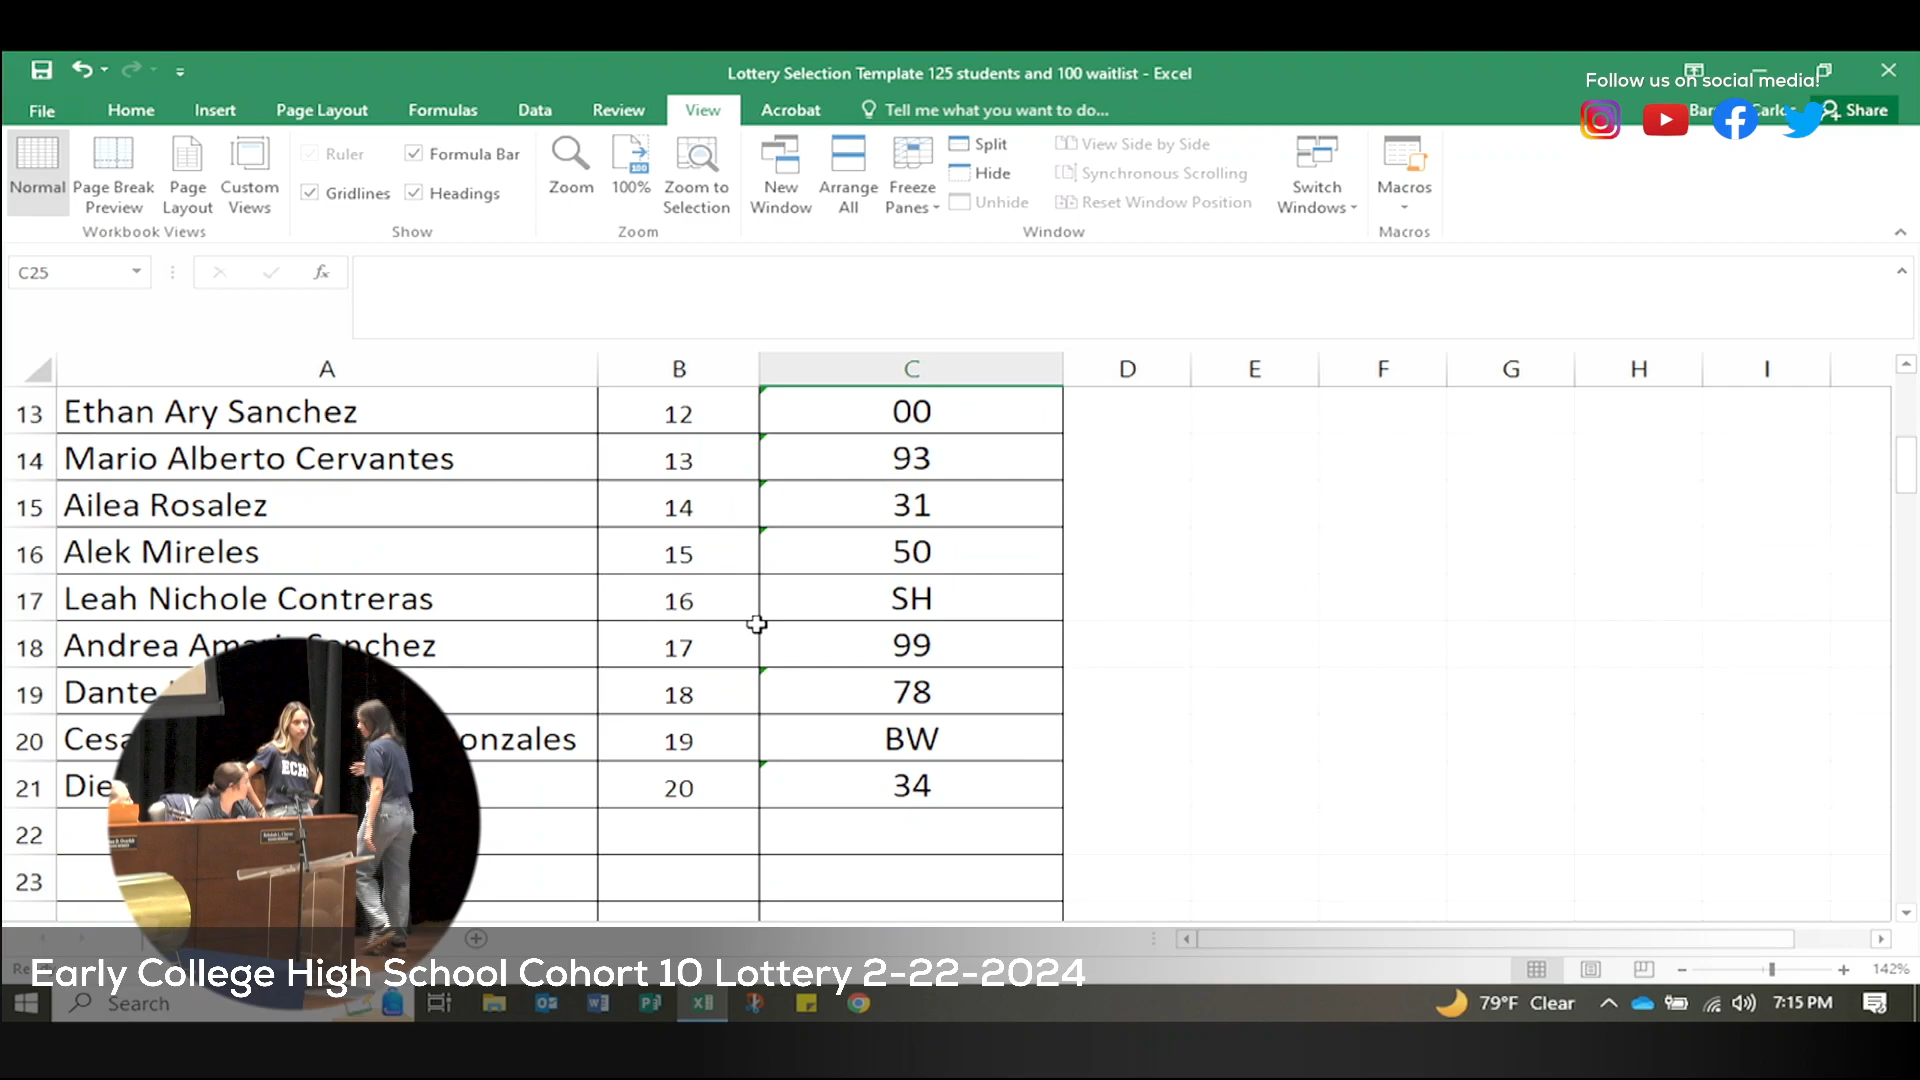 Lottery Selection Template 125 students and 100 waitlist - Excel
Follow us on social media!
File Home Insert Page Layout Formulas Data Review View Acrobat Tell me what you want to do... Share
Normal Page Break Preview Page Layout Custom Views
Workbook Views
Ruler Formula Bar
Gridlines Headings
Show
Zoom 100% Zoom to Selection
Zoom
New Window Arrange All Freeze Panes
Split
Hide
Unhide
View Side by Side
Synchronous Scrolling
Reset Window Position
Window
Switch Windows
Macros
Macros
C25 fx
A B C D E F G H I
13 Ethan Ary Sanchez 12 00
14 Mario Alberto Cervantes 13 93
15 Ailea Rosalez 14 31
16 Alek Mireles 15 50
17 Leah Nichole Contreras 16 SH
18 Andrea 17 99
19 Dante 18 78
20 19 BW
21 20 34
22
23
ECH
142%
Early College High School Cohort 10 Lottery 2-22-2024
Search
79°F Clear 7:15 PM